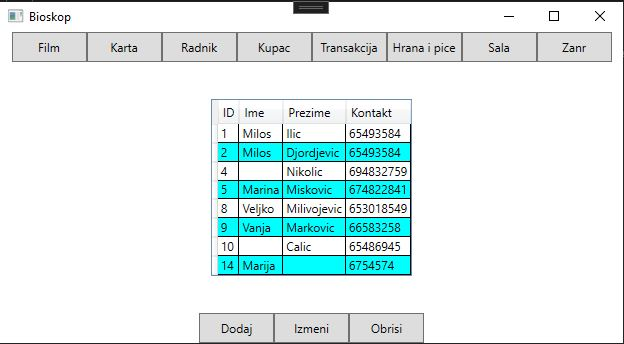 Bioskop
Film Karta Radnik Kupac Transakcija Hrana i pice Sala Zanr
ID Ime Prezime Kontakt
1 Milos Ilic 65493584
2 Milos Djordjevic 65493584
4 Nikolic 694832759
5 Marina Miskovic 674822841
8 Veljko Milivojevic 653018549
9 Vanja Markovic 66583258
10 Calic 65486945
14 Marija 6754574
Dodaj Izmeni Obrisi